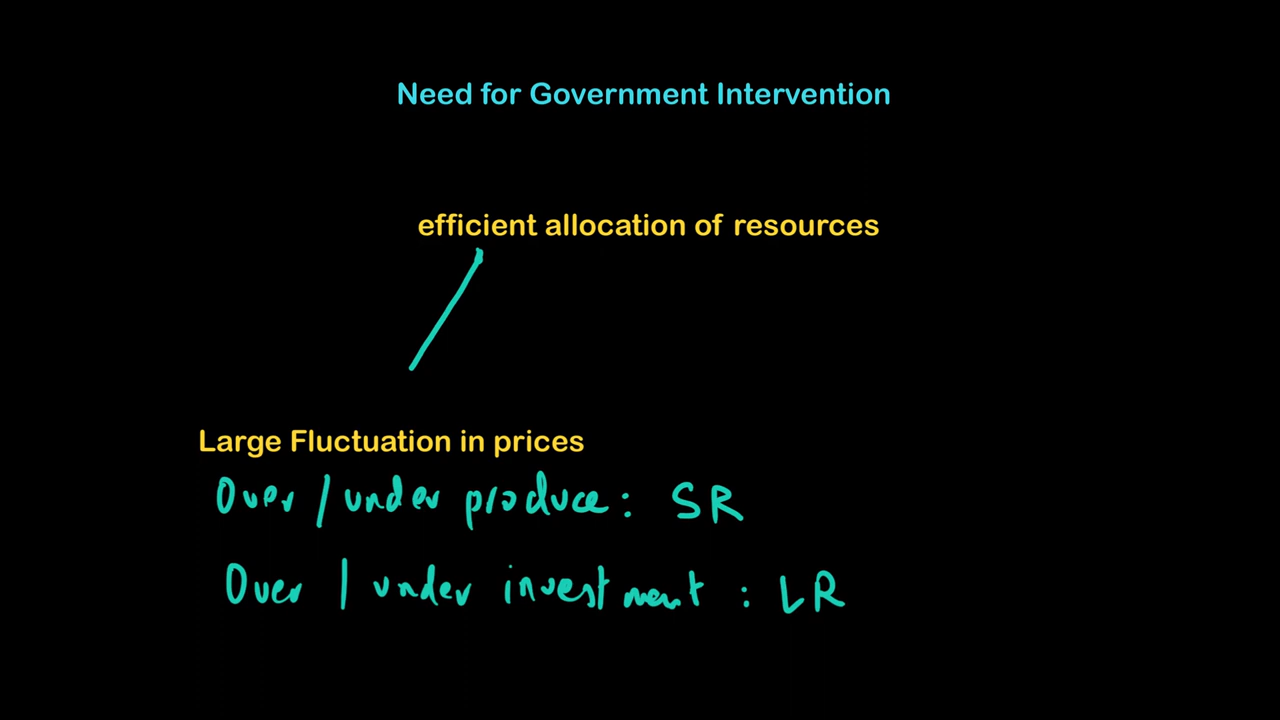 Need for Government Intervention
efficient allocation of resources
Large Fluctuation in prices
Over / under produce : SR
Over / under investment : LR